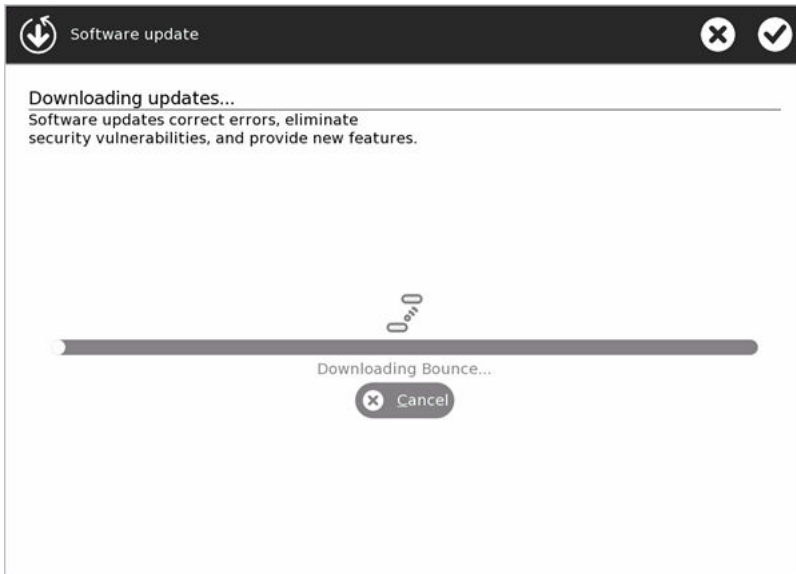 Software update
Downloading updates...
Software updates correct errors, eliminate
security vulnerabilities, and provide new features.
Downloading Bounce...
Cancel